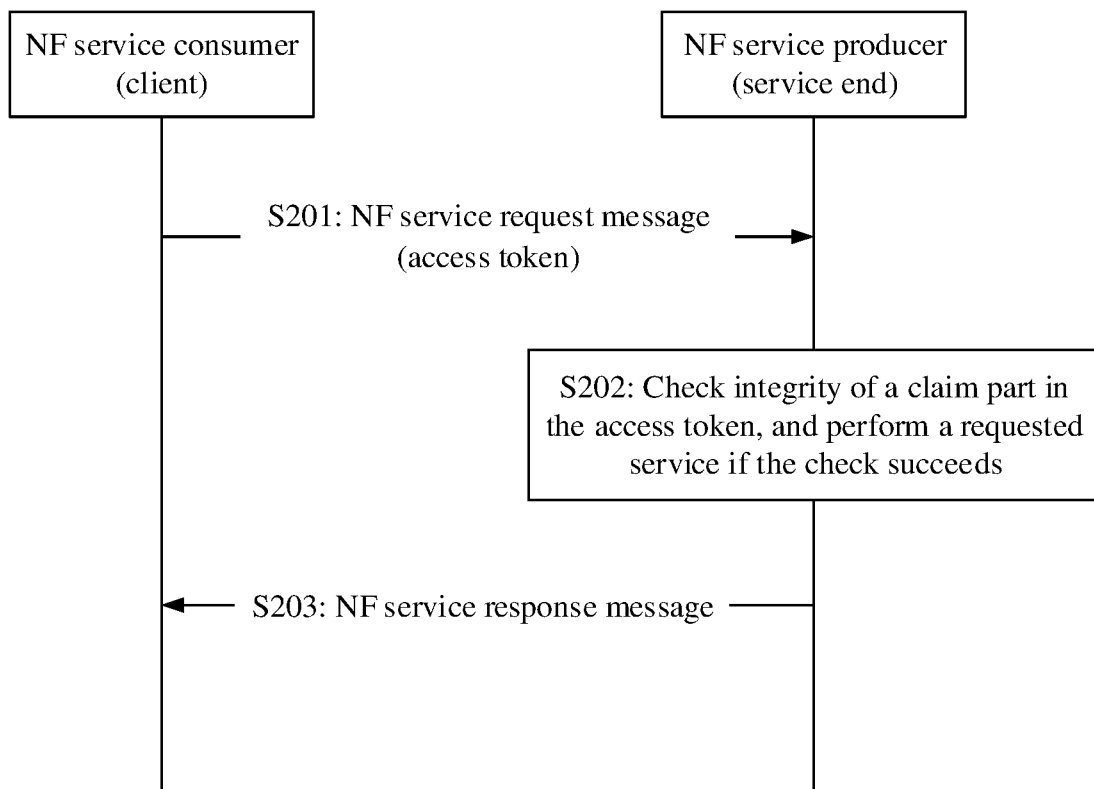 NF service consumer
(client)
NF service producer
(service end)
S201: NF service request message
(access token)
S202: Check integrity of a claim part in
the access token, and perform a requested
service if the check succeeds
S203: NF service response message